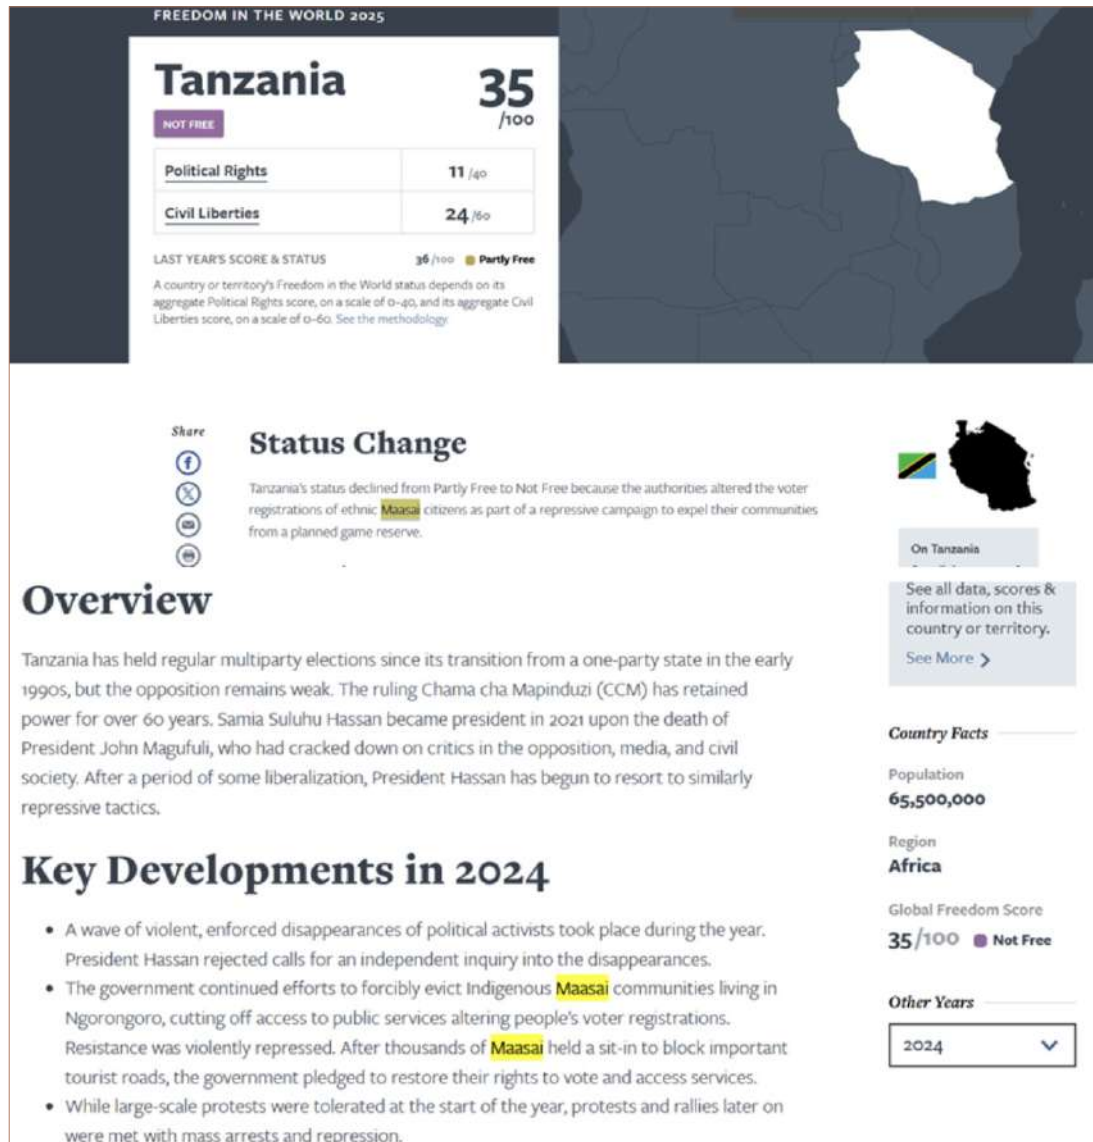 FREEDOM IN THE WORLD 2025
Tanzania
35
/100
NOT FREE
Political Rights 11 /40
Civil Liberties 24 /60
LAST YEAR'S SCORE & STATUS 36 /100 Partly Free
A country or territory's Freedom in the World status depends on its
aggregate Political Rights score, on a scale of 0–40, and its aggregate Civil
Liberties score, on a scale of 0–60. See the methodology.
Share
Status Change
Tanzania's status declined from Partly Free to Not Free because the authorities altered the voter
registrations of ethnic Maasai citizens as part of a repressive campaign to expel their communities
from a planned game reserve.
On Tanzania
See all data, scores &
information on this
country or territory.
See More
Overview
Tanzania has held regular multiparty elections since its transition from a one-party state in the early
1990s, but the opposition remains weak. The ruling Chama cha Mapinduzi (CCM) has retained
power for over 60 years. Samia Suluhu Hassan became president in 2021 upon the death of
President John Magufuli, who had cracked down on critics in the opposition, media, and civil
society. After a period of some liberalization, President Hassan has begun to resort to similarly
repressive tactics.
Key Developments in 2024
• A wave of violent, enforced disappearances of political activists took place during the year.
President Hassan rejected calls for an independent inquiry into the disappearances.
• The government continued efforts to forcibly evict Indigenous Maasai communities living in
Ngorongoro, cutting off access to public services altering people's voter registrations.
Resistance was violently repressed. After thousands of Maasai held a sit-in to block important
tourist roads, the government pledged to restore their rights to vote and access services.
• While large-scale protests were tolerated at the start of the year, protests and rallies later on
were met with mass arrests and repression.
Country Facts
Population
65,500,000
Region
Africa
Global Freedom Score
35 /100 Not Free
Other Years
2024